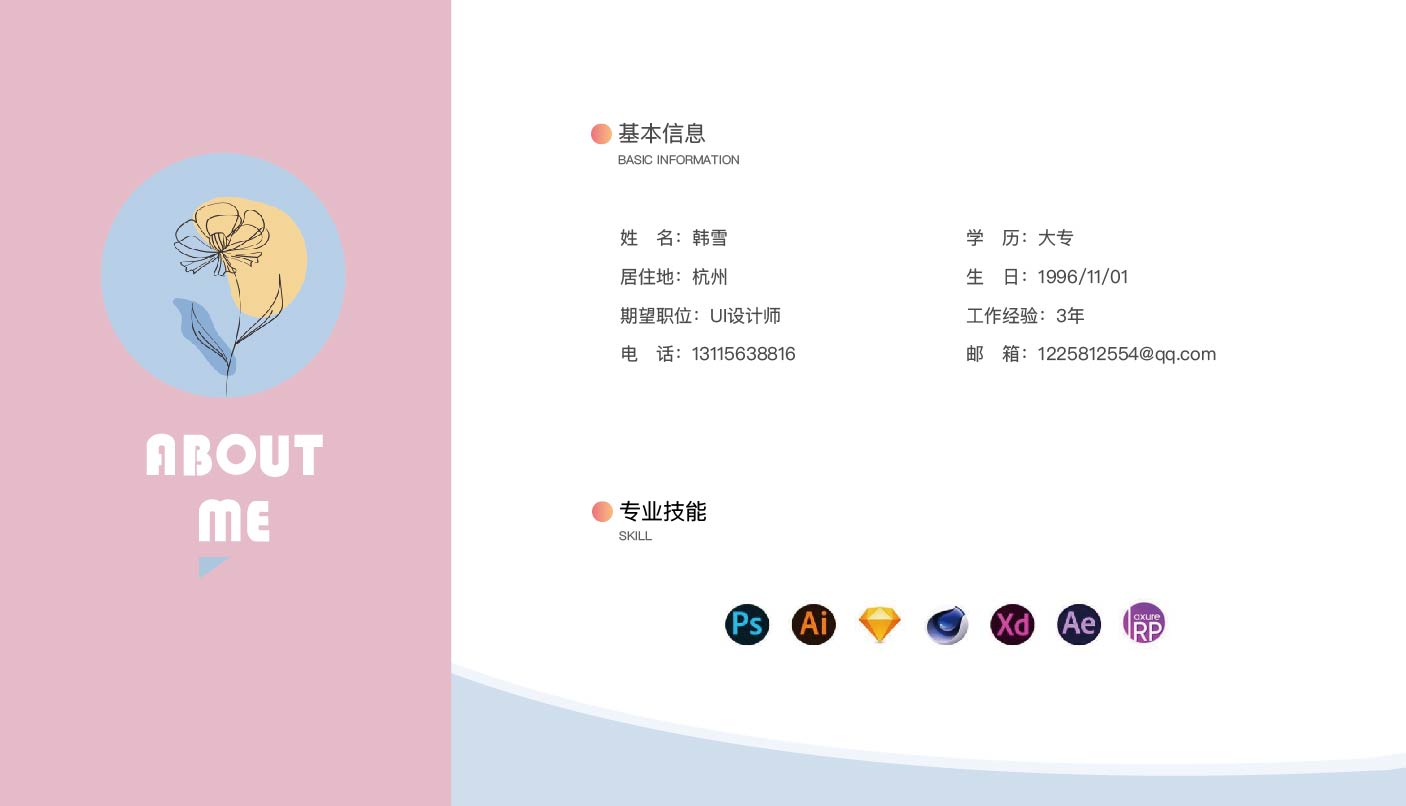 ABOUT
ME
基本信息
BASIC INFORMATION
姓 名：韩雪
学 历：大专
居住地：杭州
生 日：1996/11/01
期望职位：UI设计师
工作经验：3年
电 话：13115638816
邮 箱：1225812554@qq.com
专业技能
SKILL
Ps Ai Xd Ae axure RP